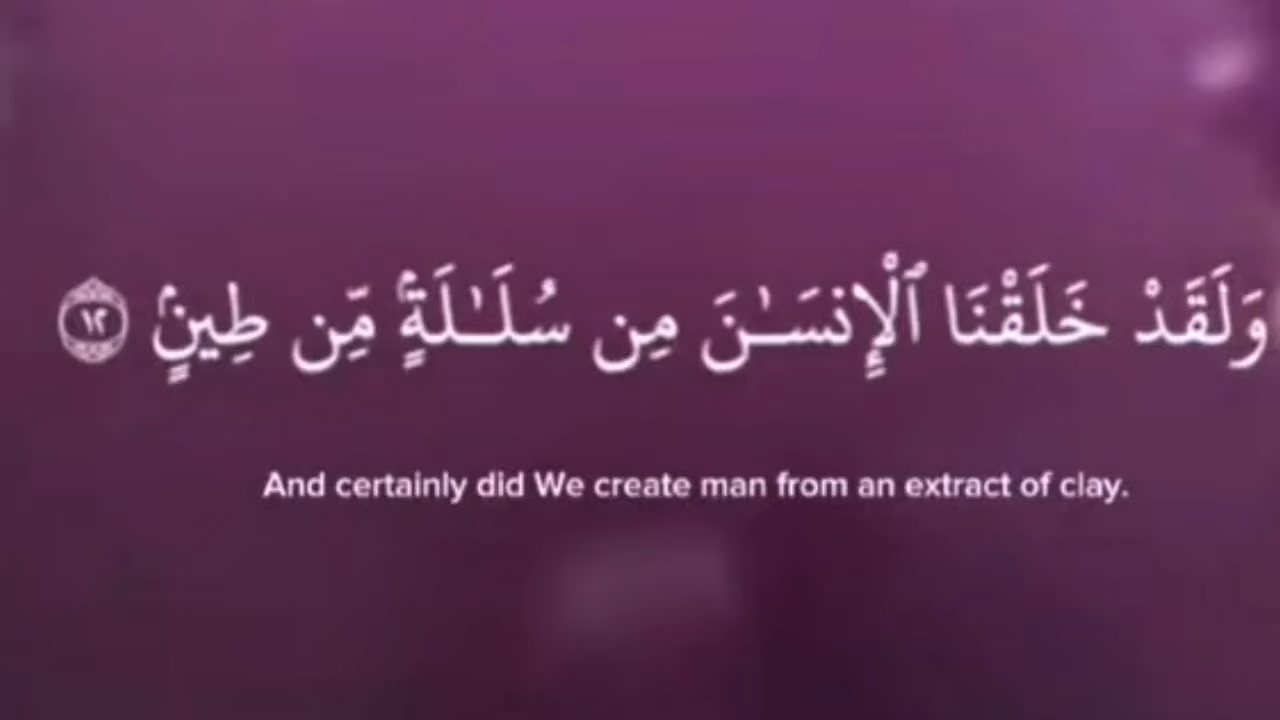 وَلَقَدْ خَلَقْنَا ٱلْإِنسَـٰنَ مِن سُلَـٰلَةٍۢ مِّن طِينٍۢ ١٢
And certainly did We create man from an extract of clay.